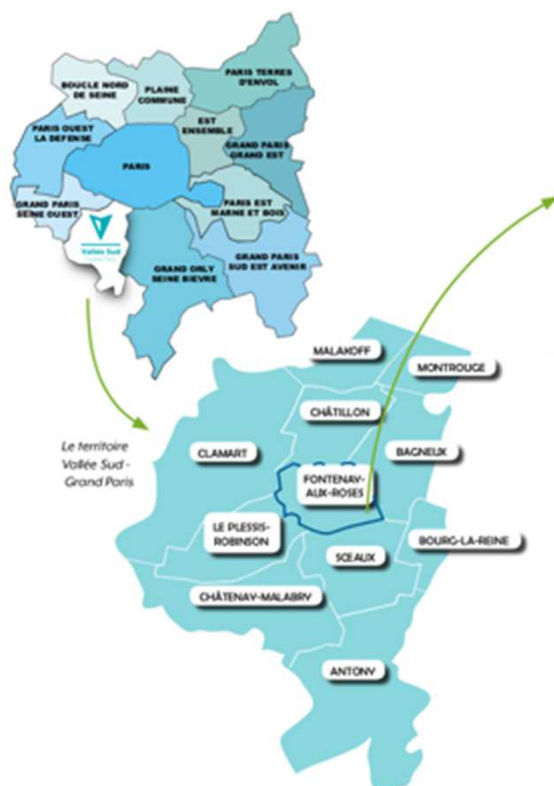 PARIS TERRES
D'ENVOL
BOUCLE NORD
DE SEINE
PLAINE
COMMUNE
EST
ENSEMBLE
PARIS OUEST
LA DEFENSE
GRAND PARIS
GRAND EST
PARIS
GRAND PARIS
SEINE OUEST
PARIS EST
MARNE ET BOIS
Vallée Sud
GRAND ORLY
SEINE BIEVRE
GRAND PARIS
SUD EST AVENIR
MALAKOFF
MONTROUGE
CHÂTILLON
Le territoire
Vallée Sud -
Grand Paris
CLAMART
BAGNEUX
FONTENAY-
AUX-ROSES
LE PLESSIS-
ROBINSON
BOURG-LA-REINE
SCEAUX
CHÂTENAY-MALABRY
ANTONY